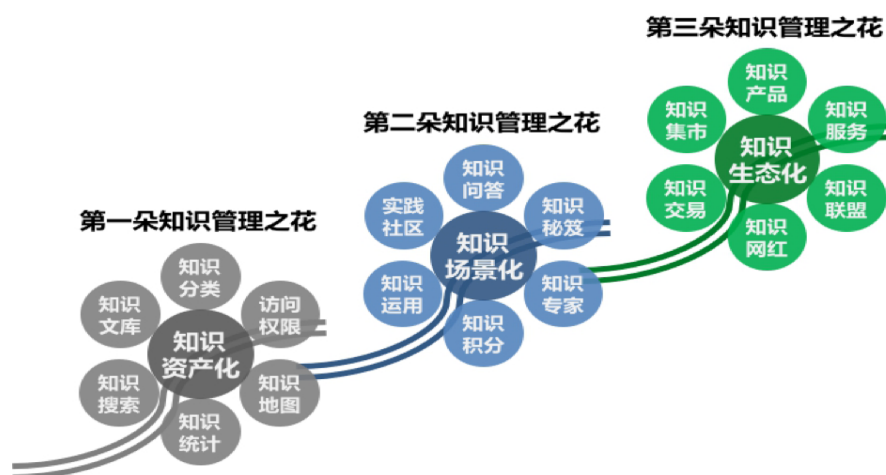 第一朵知识管理之花
知识
分类
访问
权限
知识
地图
知识
统计
知识
搜索
知识
文库
知识
资产化
第二朵知识管理之花
知识
问答
知识
秘笈
知识
专家
知识
积分
知识
运用
实践
社区
知识
场景化
第三朵知识管理之花
知识
产品
知识
服务
知识
联盟
知识
网红
知识
交易
知识
集市
知识
生态化